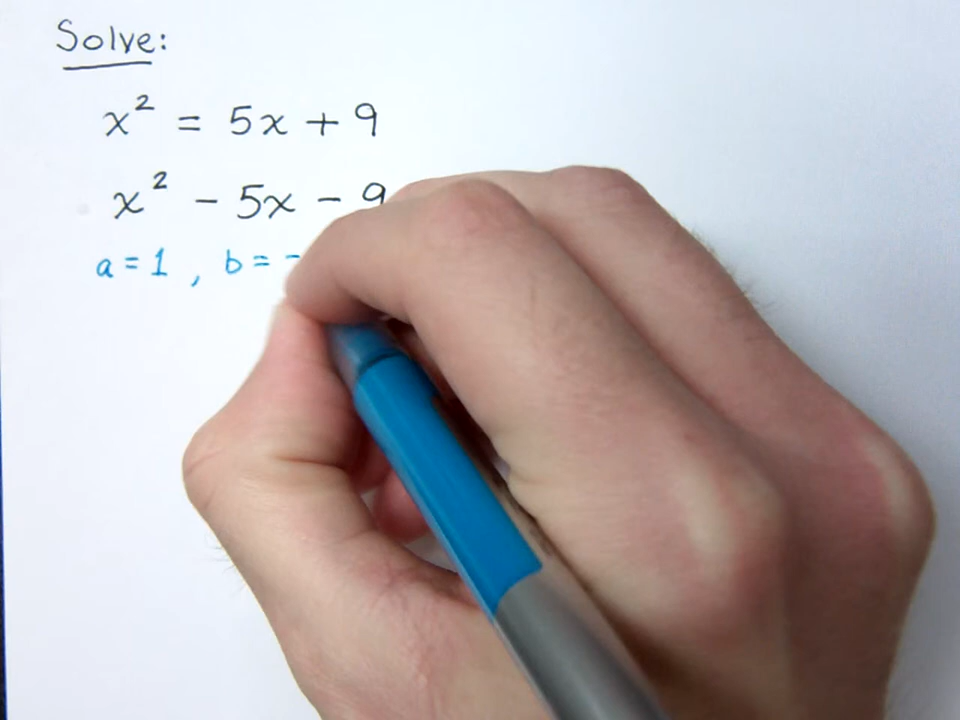 Solve:
x² = 5x + 9
x² - 5x - 9
a = 1 , b = -